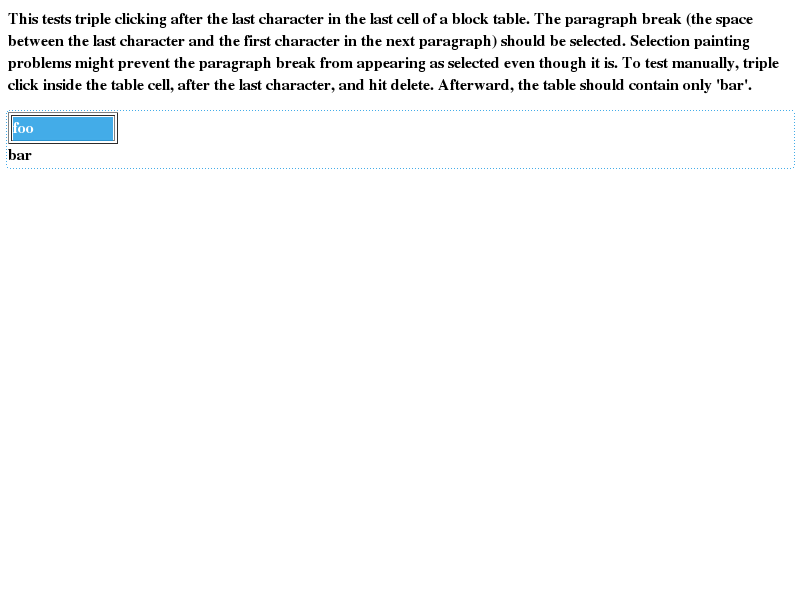 This tests triple clicking after the last character in the last cell of a block table. The paragraph break (the space
between the last character and the first character in the next paragraph) should be selected. Selection painting
problems might prevent the paragraph break from appearing as selected even though it is. To test manually, triple
click inside the table cell, after the last character, and hit delete. Afterward, the table should contain only 'bar'.
foo
bar